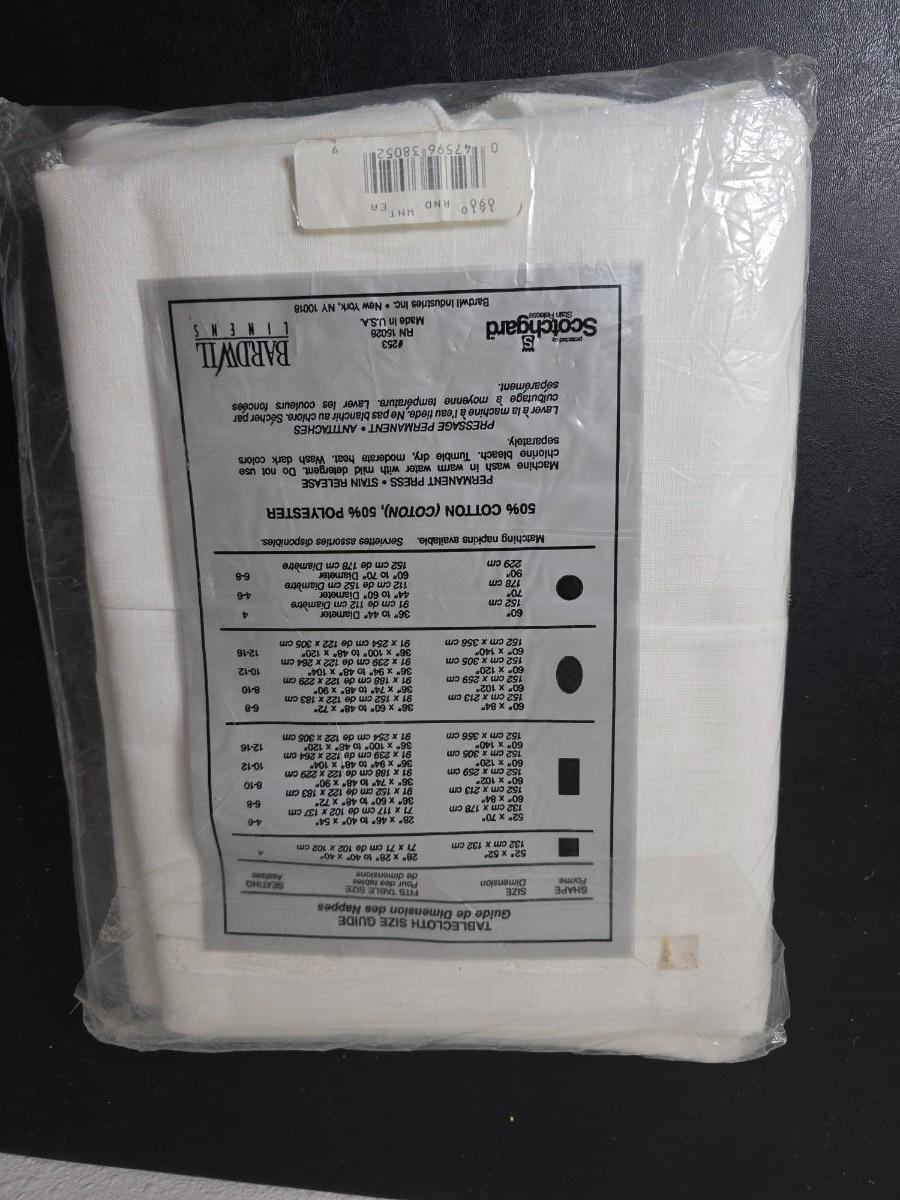 TABLECLOTH SIZE GUIDE
Guide de Dimension des Nappes
SHAPE SIZE FITS TABLE SIZE SEATING
Forme Dimension Pour des tables de dimensions Assises
52" x 52" 28" x 28" to 40" x 40" 4
132 cm x 132 cm 71 x 71 cm de 102 x 102 cm
52" x 70" 28" x 46" to 40" x 54" 4-6
132 cm x 178 cm 71 x 117 cm de 102 x 137 cm
60" x 84" 36" x 60" to 48" x 72" 6-8
152 cm x 213 cm 91 x 152 cm de 122 x 183 cm
60" x 102" 36" x 74" to 48" x 90" 8-10
152 cm x 259 cm 91 x 188 cm de 122 x 229 cm
60" x 120" 36" x 94" to 48" x 104" 10-12
152 cm x 305 cm 91 x 239 cm de 122 x 264 cm
60" x 140" 36" x 100" to 48" x 120" 12-16
152 cm x 356 cm 91 x 254 cm de 122 x 305 cm
60" x 84" 36" x 60" to 48" x 72" 6-8
152 cm x 213 cm 91 x 152 cm de 122 x 183 cm
60" x 102" 36" x 74" to 48" x 90" 8-10
152 cm x 259 cm 91 x 188 cm de 122 x 229 cm
60" x 120" 36" x 94" to 48" x 104" 10-12
152 cm x 305 cm 91 x 239 cm de 122 x 264 cm
60" x 140" 36" x 100" to 48" x 120" 12-16
152 cm x 356 cm 91 x 254 cm de 122 x 305 cm
60" 36" to 44" Diameter 4
152 cm 91 cm de 112 cm Diamètre
70" 44" to 60" Diameter 4-6
178 cm 112 cm de 152 cm Diamètre
90" 60" to 70" Diameter 6-8
229 cm 152 cm de 178 cm Diamètre
Matching napkins available. Serviettes assorties disponibles.
50% COTTON (COTON), 50% POLYESTER
PERMANENT PRESS • STAIN RELEASE
Machine wash in warm water with mild detergent. Do not use
chlorine bleach. Tumble dry, moderate heat. Wash dark colors
separately.
PRESSAGE PERMANENT • ANTITACHES
Laver à la machine à l'eau tiède. Ne pas blanchir au chlore. Sécher par
culbutage à moyenne température. Laver les couleurs foncées
séparément.
protected by
Scotchgard
Stain Release
#253
RN 15028
Made in U.S.A.
BARDWIL
LINENS
Bardwil Industries Inc. • New York, NY 10018
RND WHT EA
0 47596 38052 9